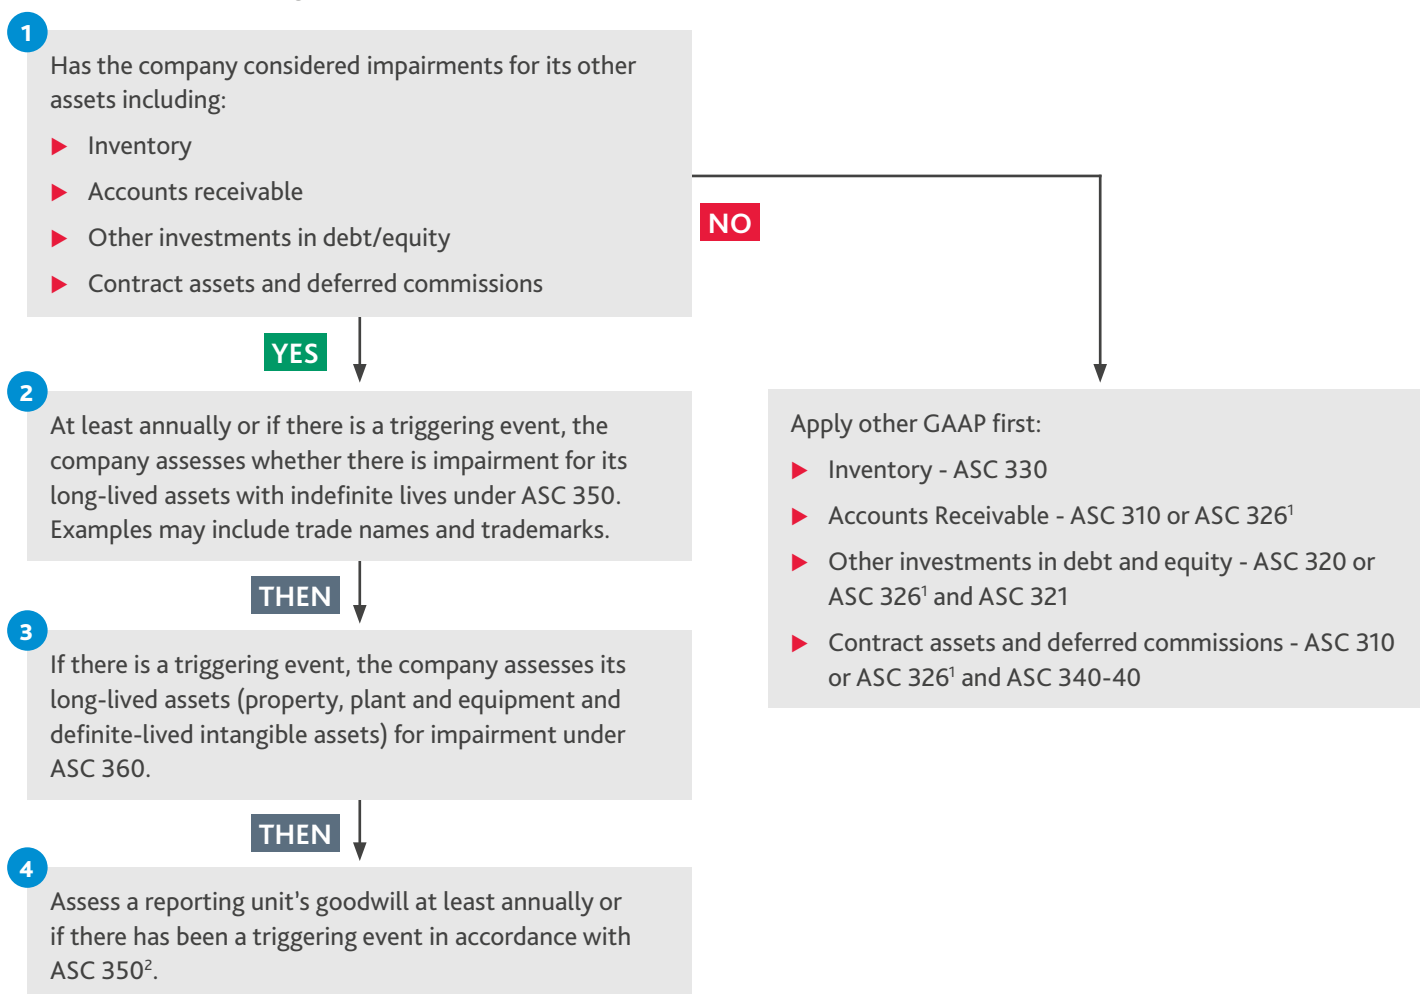 1
Has the company considered impairments for its other
assets including:
▶ Inventory
▶ Accounts receivable
▶ Other investments in debt/equity
▶ Contract assets and deferred commissions
NO
YES
2
At least annually or if there is a triggering event, the
company assesses whether there is impairment for its
long-lived assets with indefinite lives under ASC 350.
Examples may include trade names and trademarks.
Apply other GAAP first:
▶ Inventory - ASC 330
▶ Accounts Receivable - ASC 310 or ASC 326¹
▶ Other investments in debt and equity - ASC 320 or
ASC 326¹ and ASC 321
▶ Contract assets and deferred commissions - ASC 310
or ASC 326¹ and ASC 340-40
THEN
3
If there is a triggering event, the company assesses its
long-lived assets (property, plant and equipment and
definite-lived intangible assets) for impairment under
ASC 360.
THEN
4
Assess a reporting unit's goodwill at least annually or
if there has been a triggering event in accordance with
ASC 350².